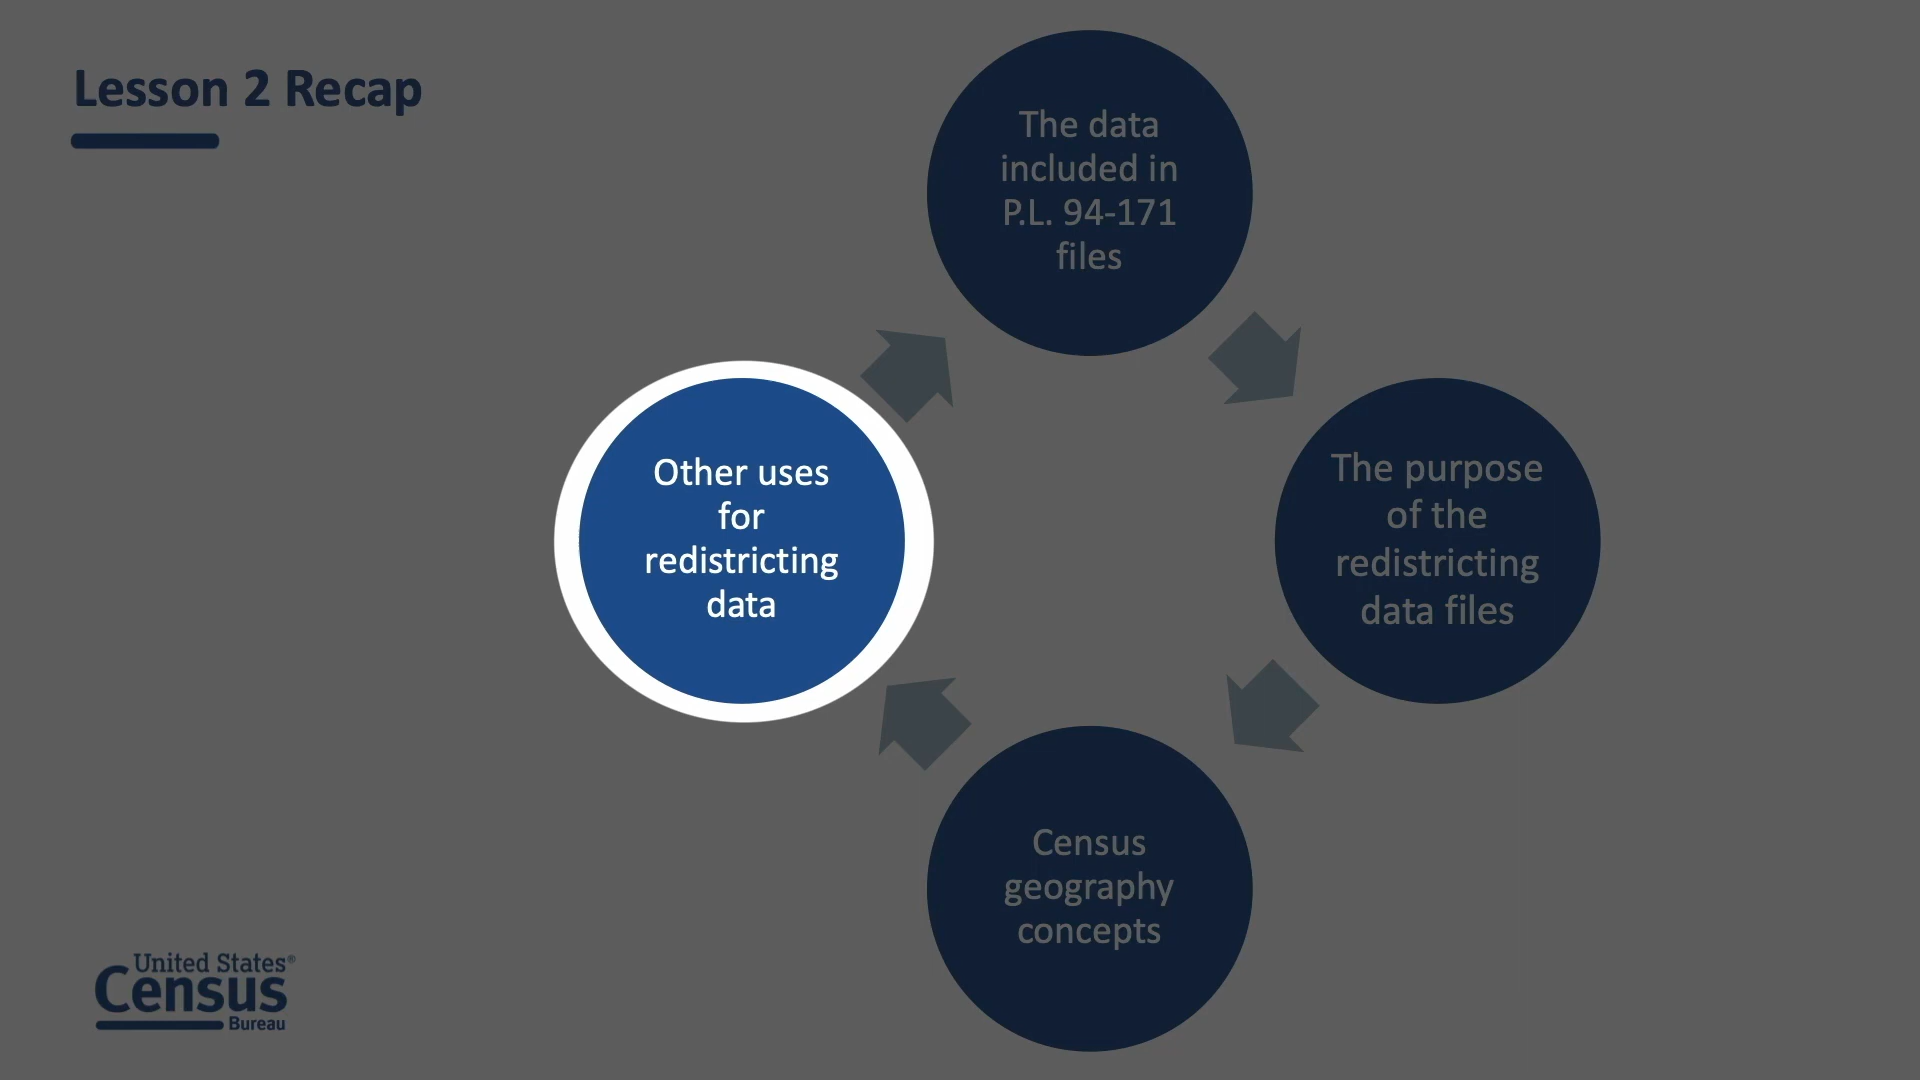 Lesson 2 Recap
The data
included in
P.L. 94-171
files
The purpose
of the
redistricting
data files
Census
geography
concepts
Other uses
for
redistricting
data
United States®
Census
Bureau